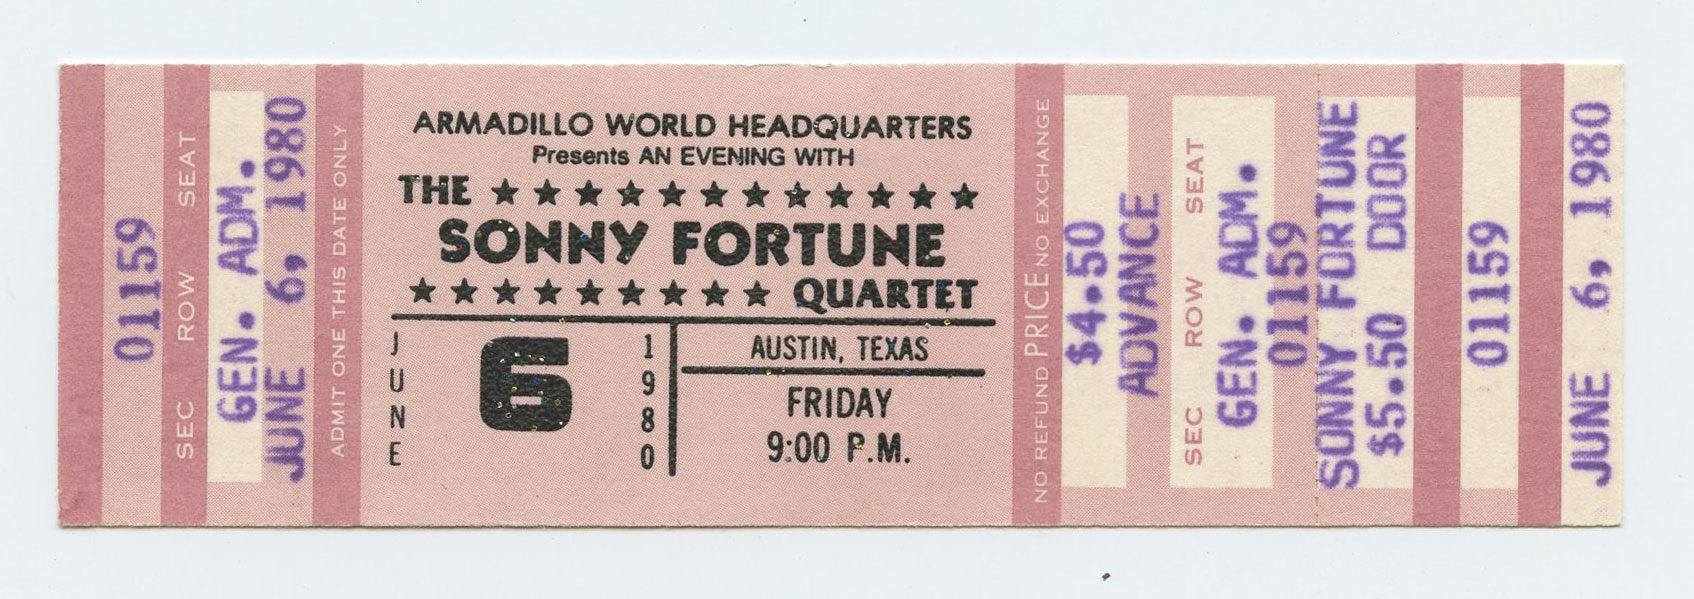 01159
SEC ROW SEAT
GEN. ADM.
JUNE 6, 1980
ADMIT ONE THIS DATE ONLY
ARMADILLO WORLD HEADQUARTERS
Presents AN EVENING WITH
THE ★★★★★★★★★★★★
SONNY FORTUNE
★★★★★★★★★ QUARTET
JUNE
6
1980
AUSTIN, TEXAS
FRIDAY
9:00 P.M.
NO REFUND PRICE NO EXCHANGE
$4.50
ADVANCE
SEC ROW SEAT
GEN. ADM.
01159
SONNY FORTUNE
$5.50 DOOR
01159
JUNE 6, 1980